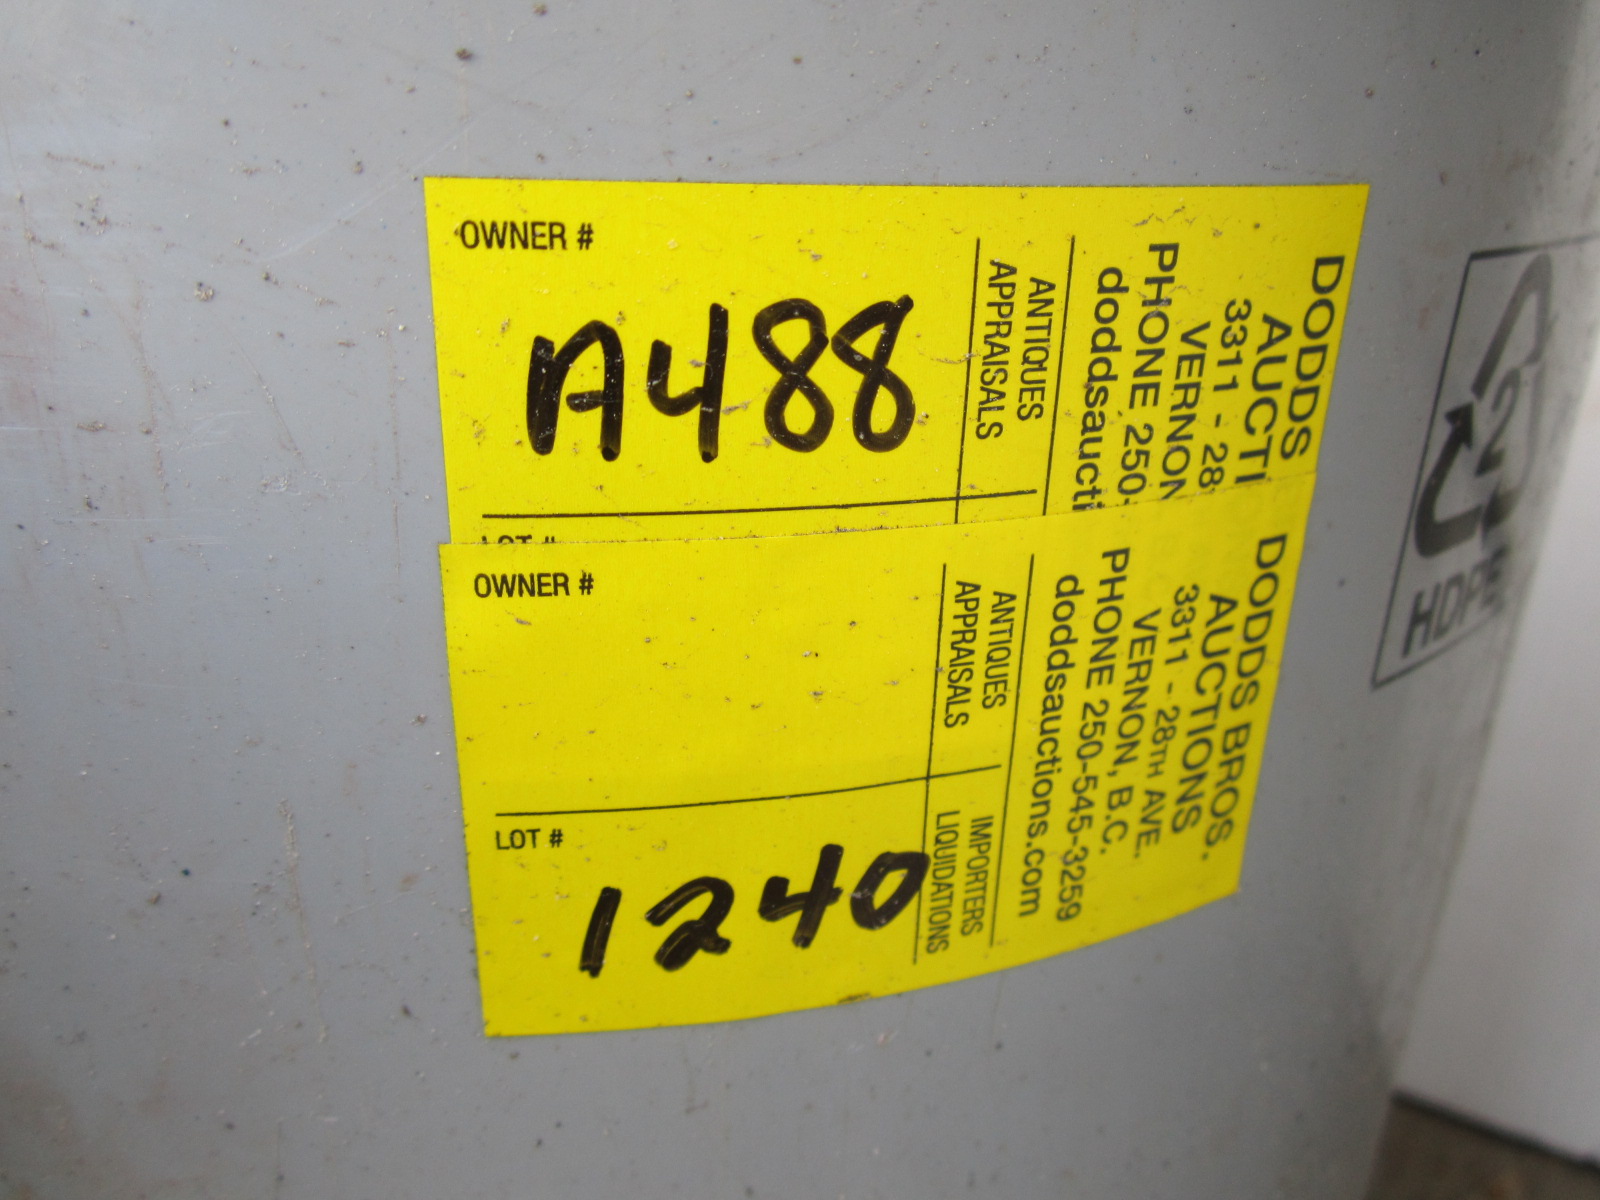 OWNER #
A488
LOT #
ANTIQUES
APPRAISALS
DODDS
AUCTI
3311 - 28
VERNON
PHONE 250-
doddsaucti
OWNER #
LOT #
1240
ANTIQUES
APPRAISALS
IMPORTERS
LIQUIDATIONS
DODDS BROS.
AUCTIONS
3311 - 28TH AVE.
VERNON, B.C.
PHONE 250-545-3259
doddsauctions.com
2
HDPE